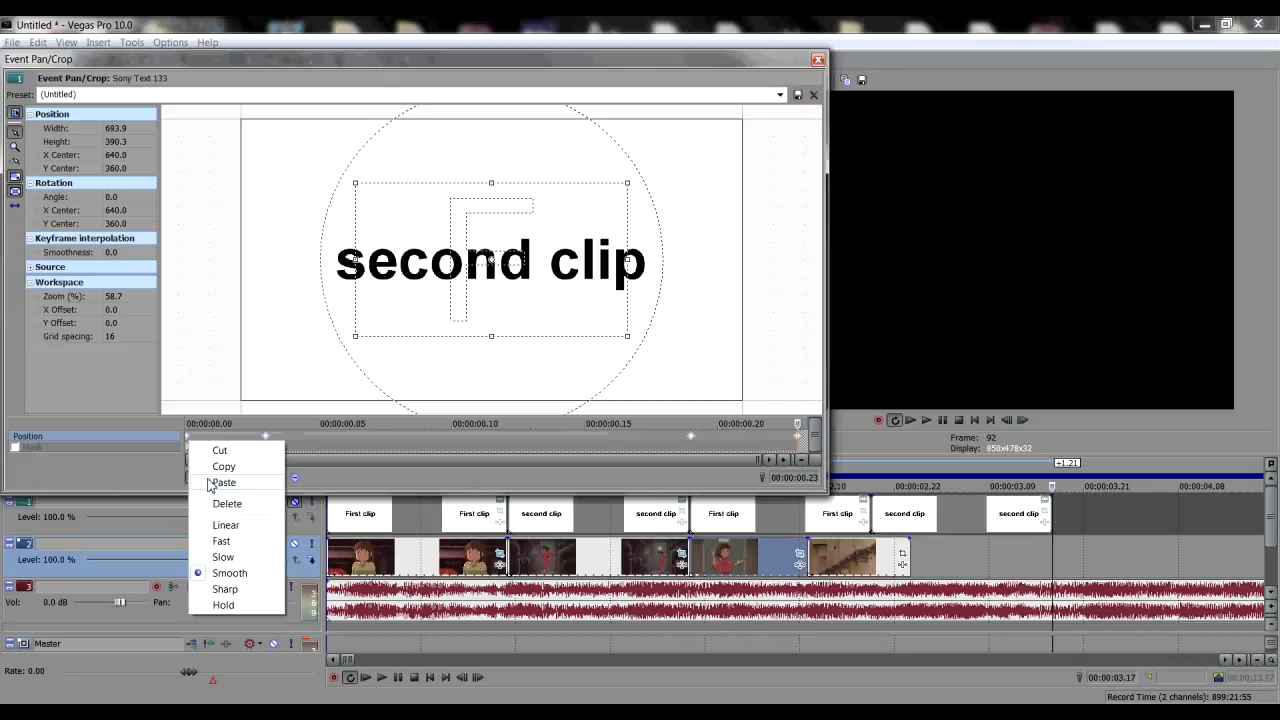 Untitled * - Vegas Pro 10.0
File Edit View Insert Tools Options Help
Event Pan/Crop
Event Pan/Crop: Sony Text 133
Preset: (Untitled)
Position
Width: 693.9
Height: 390.3
X Center: 640.0
Y Center: 360.0
Rotation
Angle: 0.0
X Center: 640.0
Y Center: 360.0
Keyframe interpolation
Smoothness: 0.0
Source
Workspace
Zoom (%): 58.7
X Offset: 0.0
Y Offset: 0.0
Grid spacing: 16
second clip
00:00:00.00 00:00:00.05 00:00:00.10 00:00:00.15 00:00:00.20
Position
Mask
00:00:00.23
Cut
Copy
Paste
Delete
Linear
Fast
Slow
Smooth
Sharp
Hold
Frame: 92
Display: 850x478x32
+1.21
2.10 00:00:02.22 00:00:03.09 00:00:03.21 00:00:04.08
1
Level: 100.0 %
First clip First clip second clip second clip First clip First clip second clip second clip
2
Level: 100.0 %
3
Vol: 0.0 dB Pan:
Master
Rate: 0.00
00:00:03.17 00:00:13.17
Record Time (2 channels): 899:21:55